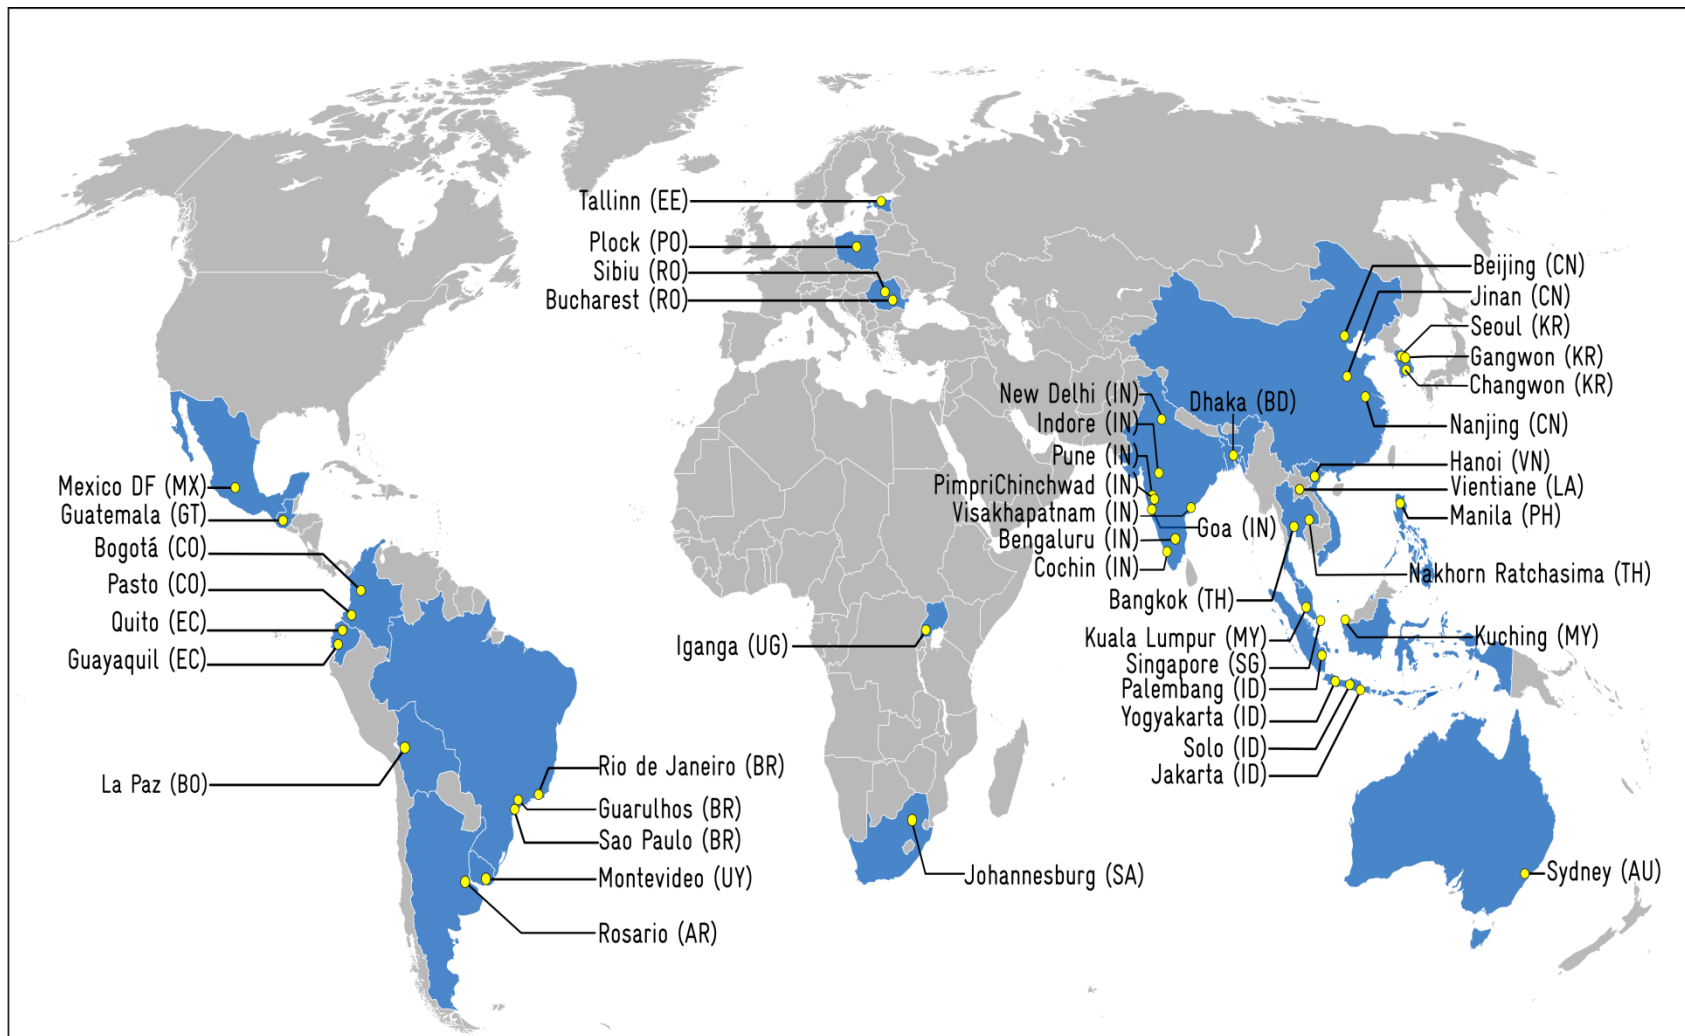 Tallinn (EE)
Plock (PO)
Sibiu (RO)
Bucharest (RO)
Beijing (CN)
Jinan (CN)
Seoul (KR)
Gangwon (KR)
Changwon (KR)
Nanjing (CN)
Hanoi (VN)
Vientiane (LA)
Manila (PH)
Nakhorn Ratchasima (TH)
Kuching (MY)
New Delhi (IN)
Dhaka (BD)
Indore (IN)
Pune (IN)
PimpriChinchwad (IN)
Visakhapatnam (IN)
Goa (IN)
Bengaluru (IN)
Cochin (IN)
Bangkok (TH)
Kuala Lumpur (MY)
Singapore (SG)
Palembang (ID)
Yogyakarta (ID)
Solo (ID)
Jakarta (ID)
Mexico DF (MX)
Guatemala (GT)
Bogotá (CO)
Pasto (CO)
Quito (EC)
Guayaquil (EC)
Iganga (UG)
La Paz (BO)
Rio de Janeiro (BR)
Guarulhos (BR)
Sao Paulo (BR)
Montevideo (UY)
Rosario (AR)
Johannesburg (SA)
Sydney (AU)